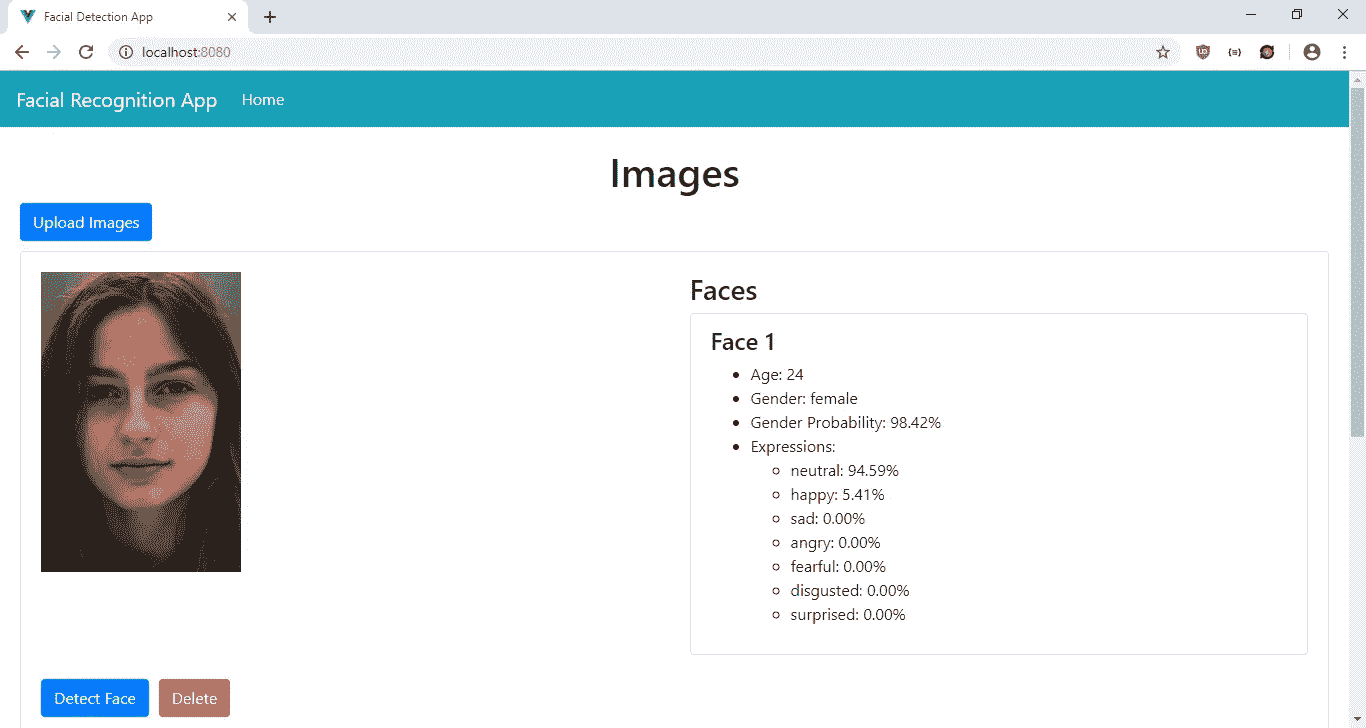 Facial Detection App
localhost:8080
Facial Recognition App Home
Images
Upload Images
Faces
Face 1
Age: 24
Gender: female
Gender Probability: 98.42%
Expressions:
neutral: 94.59%
happy: 5.41%
sad: 0.00%
angry: 0.00%
fearful: 0.00%
disgusted: 0.00%
surprised: 0.00%
Detect Face Delete